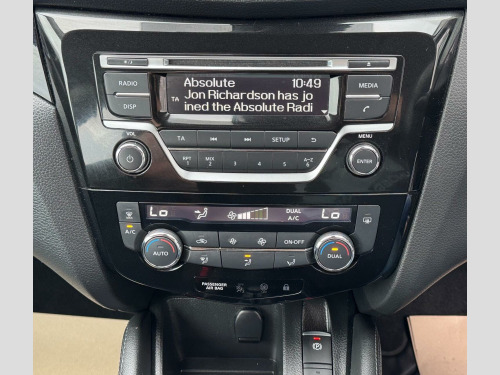 Absolute 10:49
TA Jon Richardson has jo
ined the Absolute Radi
RADIO
DISP
MEDIA
VOL
TA SETUP
MENU
RPT 1 MIX 2 3 4 5 6 A-Z
ENTER
Lo DUAL A/C Lo
A/C
AUTO
ON·OFF
DUAL
PASSENGER
AIR BAG
P